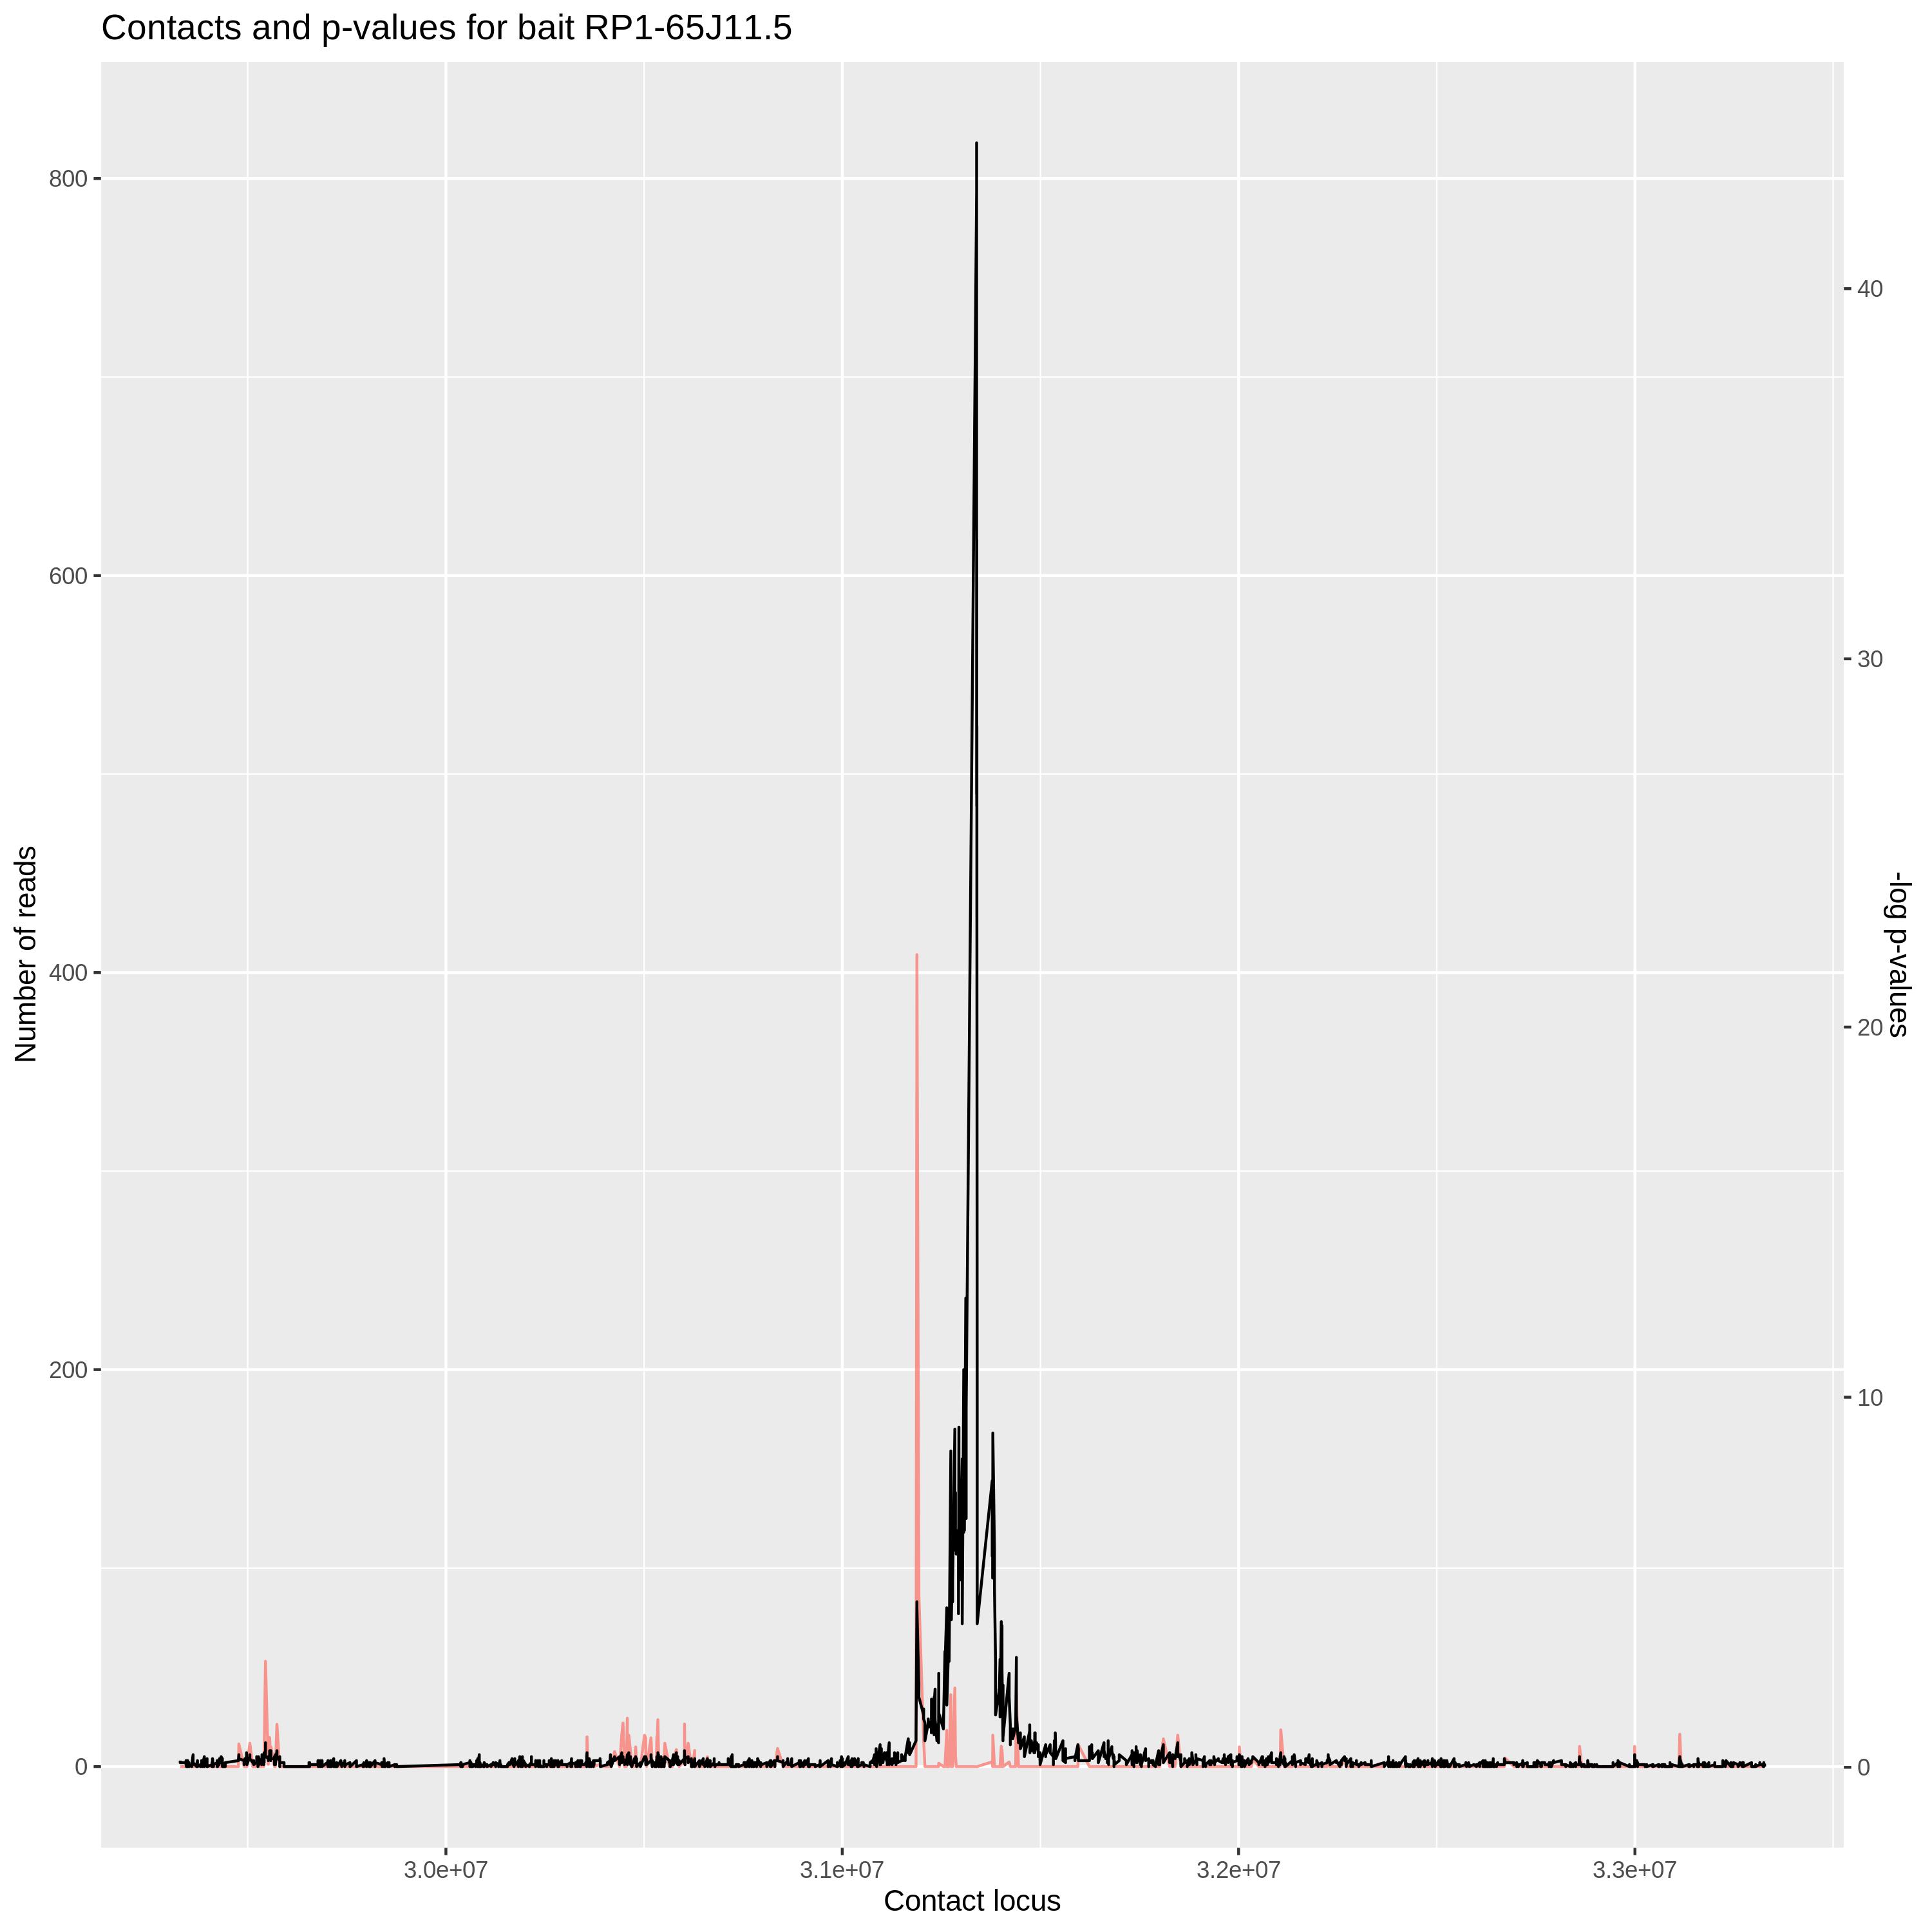 Contacts and p-values for bait RP1-65J11.5
800
600
400
200
0
Number of reads
40
30
20
10
0
-log p-values
3.0e+07
3.1e+07
3.2e+07
3.3e+07
Contact locus